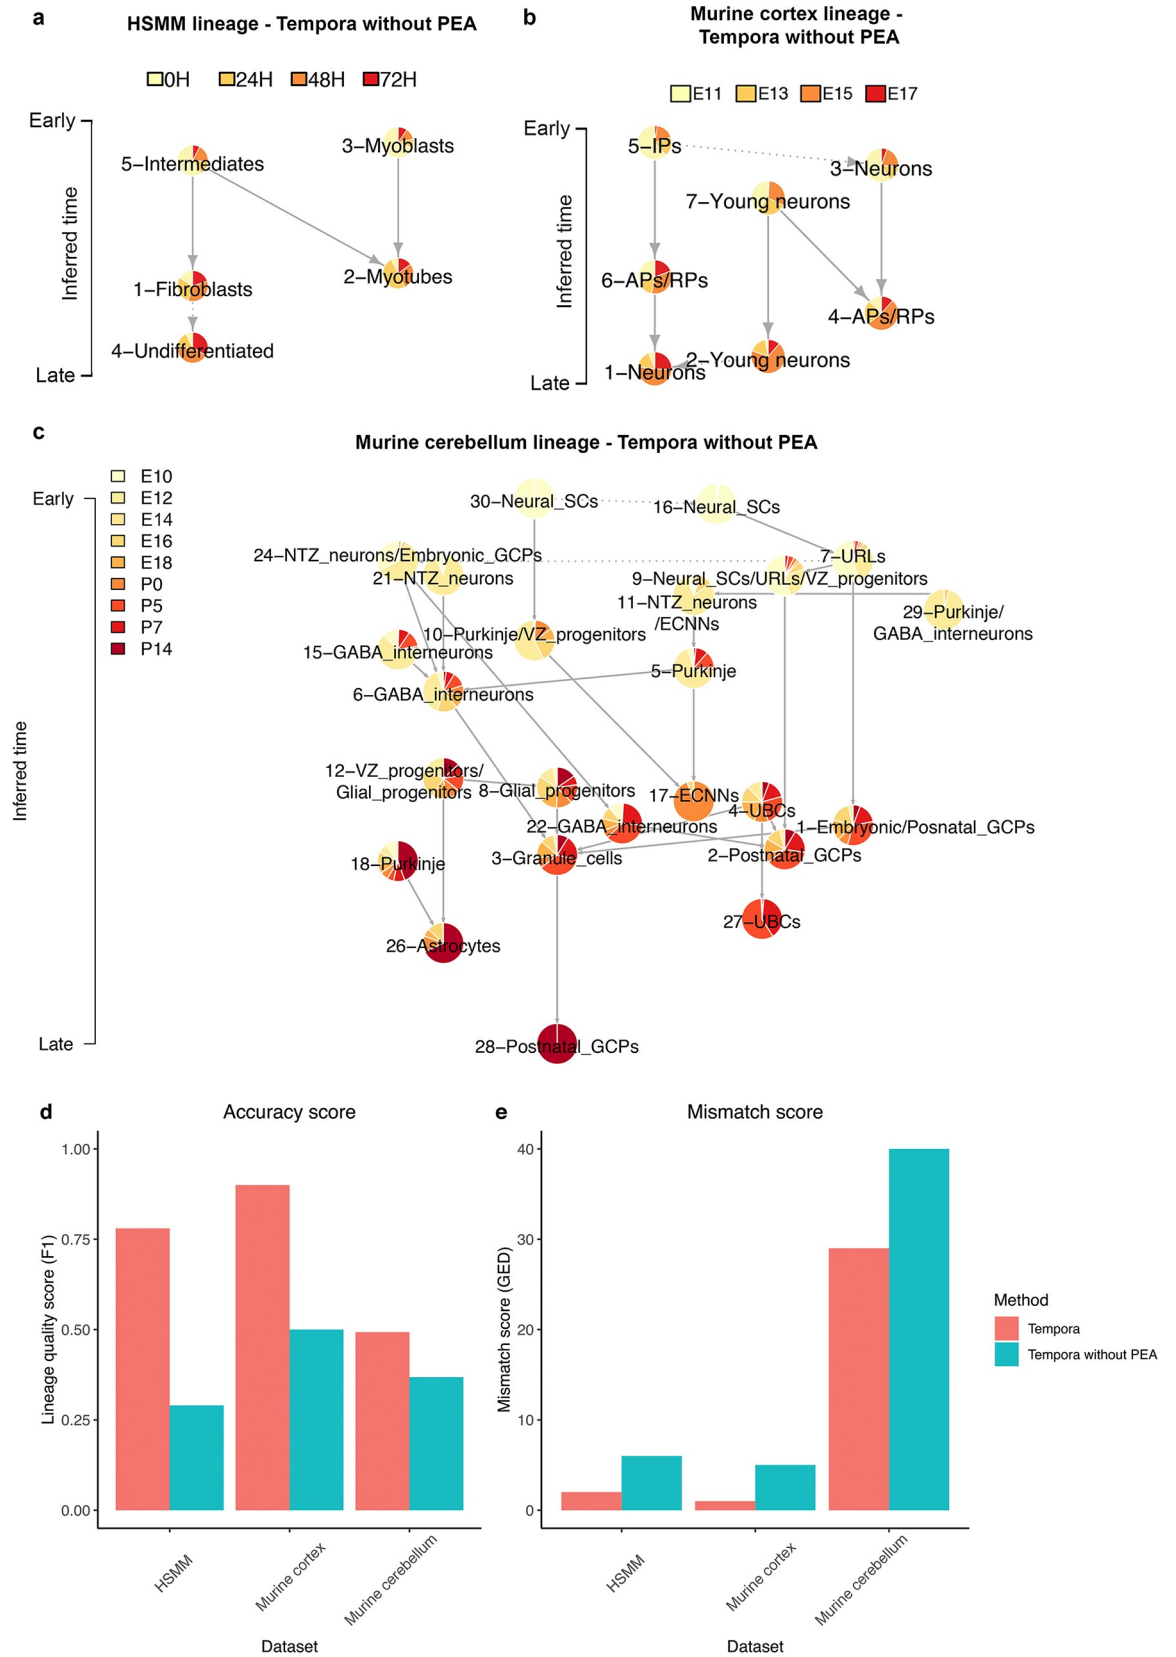 a
HSMM lineage - Tempora without PEA
0H 24H 48H 72H
Early
Inferred time
Late
5–Intermediates
3–Myoblasts
1–Fibroblasts
2–Myotubes
4–Undifferentiated
b
Murine cortex lineage -
Tempora without PEA
E11 E13 E15 E17
Early
Inferred time
Late
5–IPs
3–Neurons
7–Young neurons
6–APs/RPs
4–APs/RPs
2–Young neurons
1–Neurons
c
Murine cerebellum lineage - Tempora without PEA
E10
E12
E14
E16
E18
P0
P5
P7
P14
Early
Inferred time
Late
30–Neural_SCs
16–Neural_SCs
24–NTZ_neurons/Embryonic_GCPs
7–URLs
21–NTZ_neurons
9–Neural_SCs/URLs/VZ_progenitors
11–NTZ_neurons
/ECNNs
29–Purkinje/
GABA_interneurons
10–Purkinje/VZ_progenitors
15–GABA_interneurons
5–Purkinje
6–GABA_interneurons
12–VZ_progenitors/
Glial_progenitors
8–Glial_progenitors
17–ECNNs
4–UBCs
22–GABA_interneurons
1–Embryonic/Posnatal_GCPs
3–Granule_cells
2–Postnatal_GCPs
18–Purkinje
27–UBCs
26–Astrocytes
28–Postnatal_GCPs
d
Accuracy score
Lineage quality score (F1)
1.00
0.75
0.50
0.25
0.00
HSMM
Murine cortex
Murine cerebellum
Dataset
e
Mismatch score
Mismatch score (GED)
40
30
20
10
0
HSMM
Murine cortex
Murine cerebellum
Dataset
Method
Tempora
Tempora without PEA